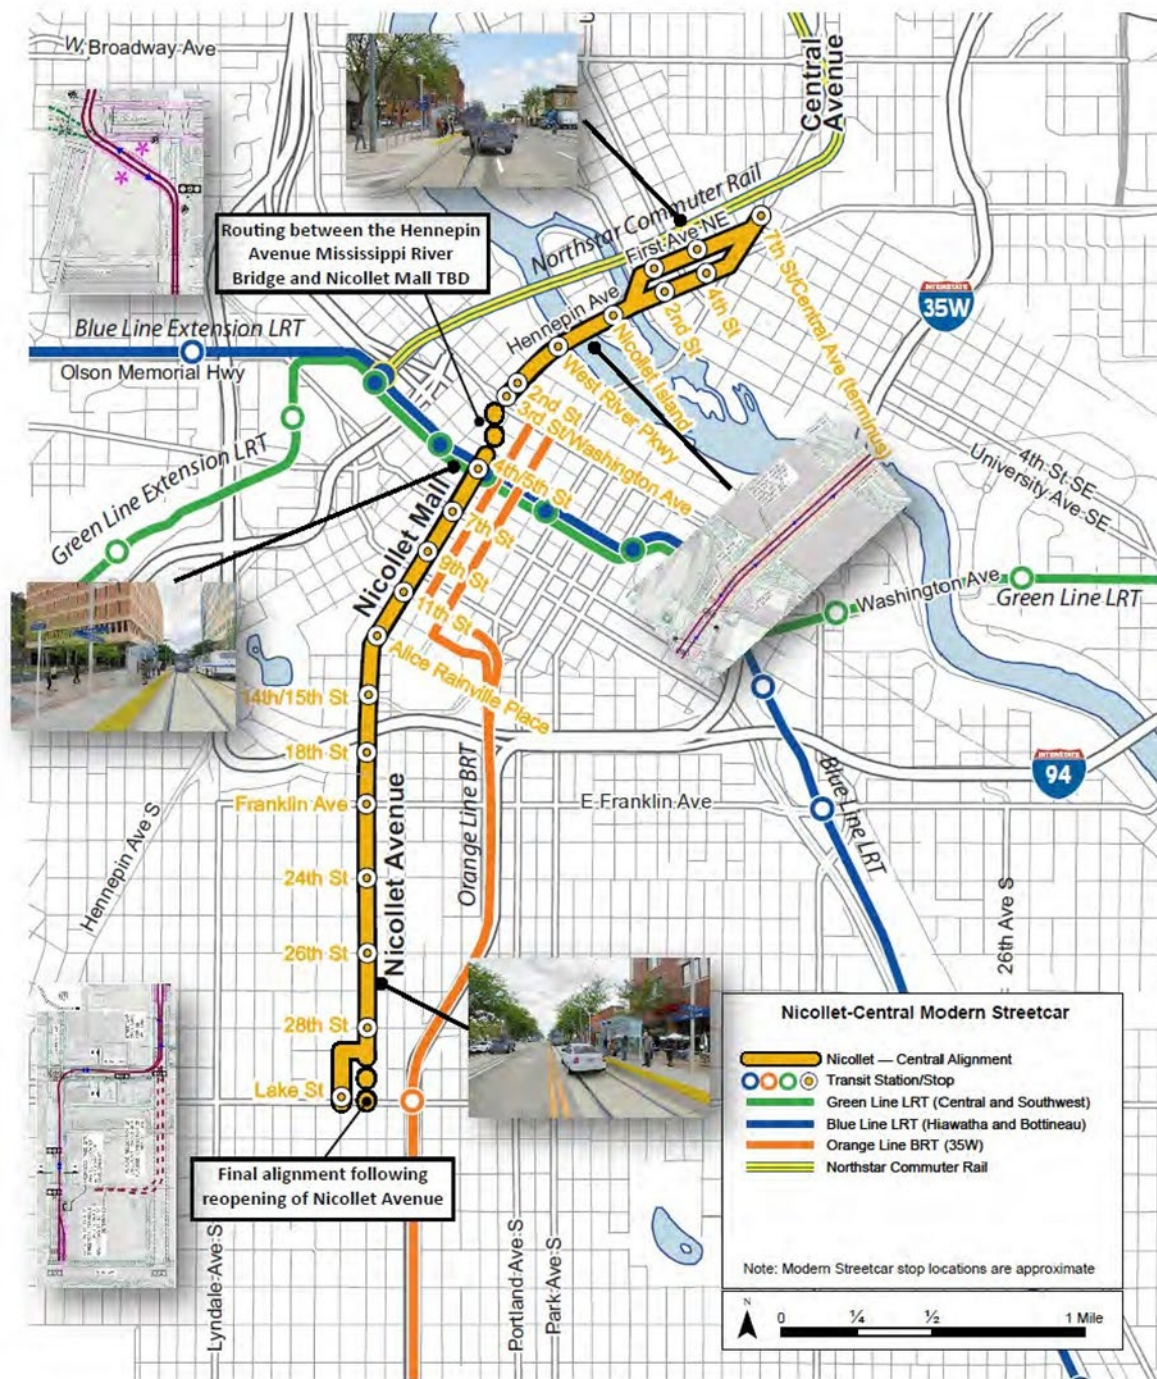 W Broadway Ave
Central
Avenue
Northstar Commuter Rail
Routing between the Hennepin
Avenue Mississippi River
Bridge and Nicollet Mall TBD
First Ave NE
7th St/Central Ave (terminus)
INTERSTATE
35W
Blue Line Extension LRT
Olson Memorial Hwy
Hennepin Ave
4th St
2nd St
Nicollet Island
West River Pkwy
2nd St
3rd St/Washington Ave
4th/5th St
Green Line Extension LRT
4th St SE
University Ave SE
Nicollet Mall
7th St
9th St
11th St
Washington Ave
Green Line LRT
Alice Rainville Place
14th/15th St
18th St
INTERSTATE
94
Blue Line LRT
Franklin Ave
E Franklin Ave
Orange Line BRT
Hennepin Ave S
Nicollet Avenue
24th St
26th St
26th Ave S
28th St
Lake St
Final alignment following
reopening of Nicollet Avenue
Lyndale Ave S
Portland Ave S
Park Ave S
Nicollet-Central Modern Streetcar
Nicollet — Central Alignment
Transit Station/Stop
Green Line LRT (Central and Southwest)
Blue Line LRT (Hiawatha and Bottineau)
Orange Line BRT (35W)
Northstar Commuter Rail
Note: Modern Streetcar stop locations are approximate
N
0 ¼ ½ 1 Mile